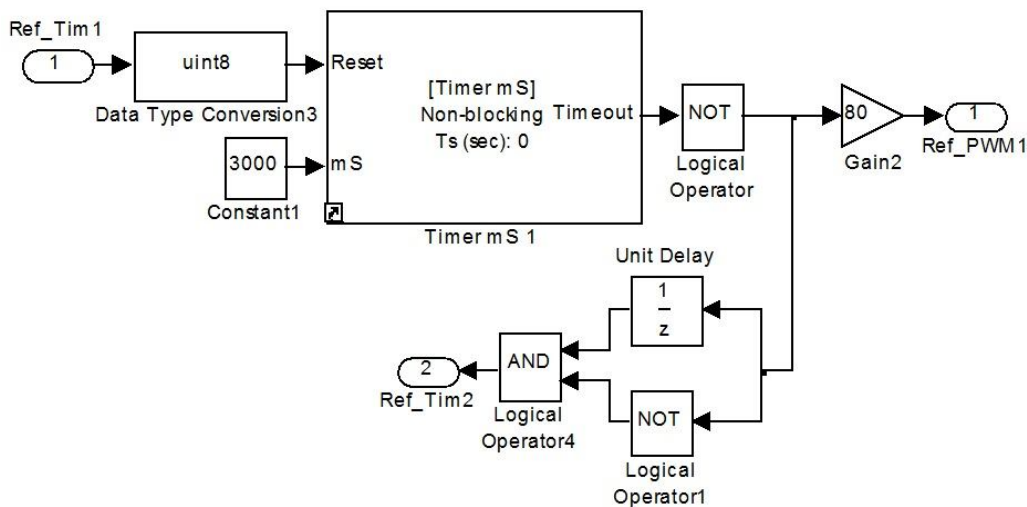 Ref_Tim1
1
uint8
Data Type Conversion3
3000
Constant1
Reset
mS
[Timer mS]
Non-blocking
Ts (sec): 0
Timeout
Timer mS 1
NOT
Logical
Operator
80
Gain2
1
Ref_PWM1
Unit Delay
1
z
AND
Logical
Operator4
2
Ref_Tim2
NOT
Logical
Operator1